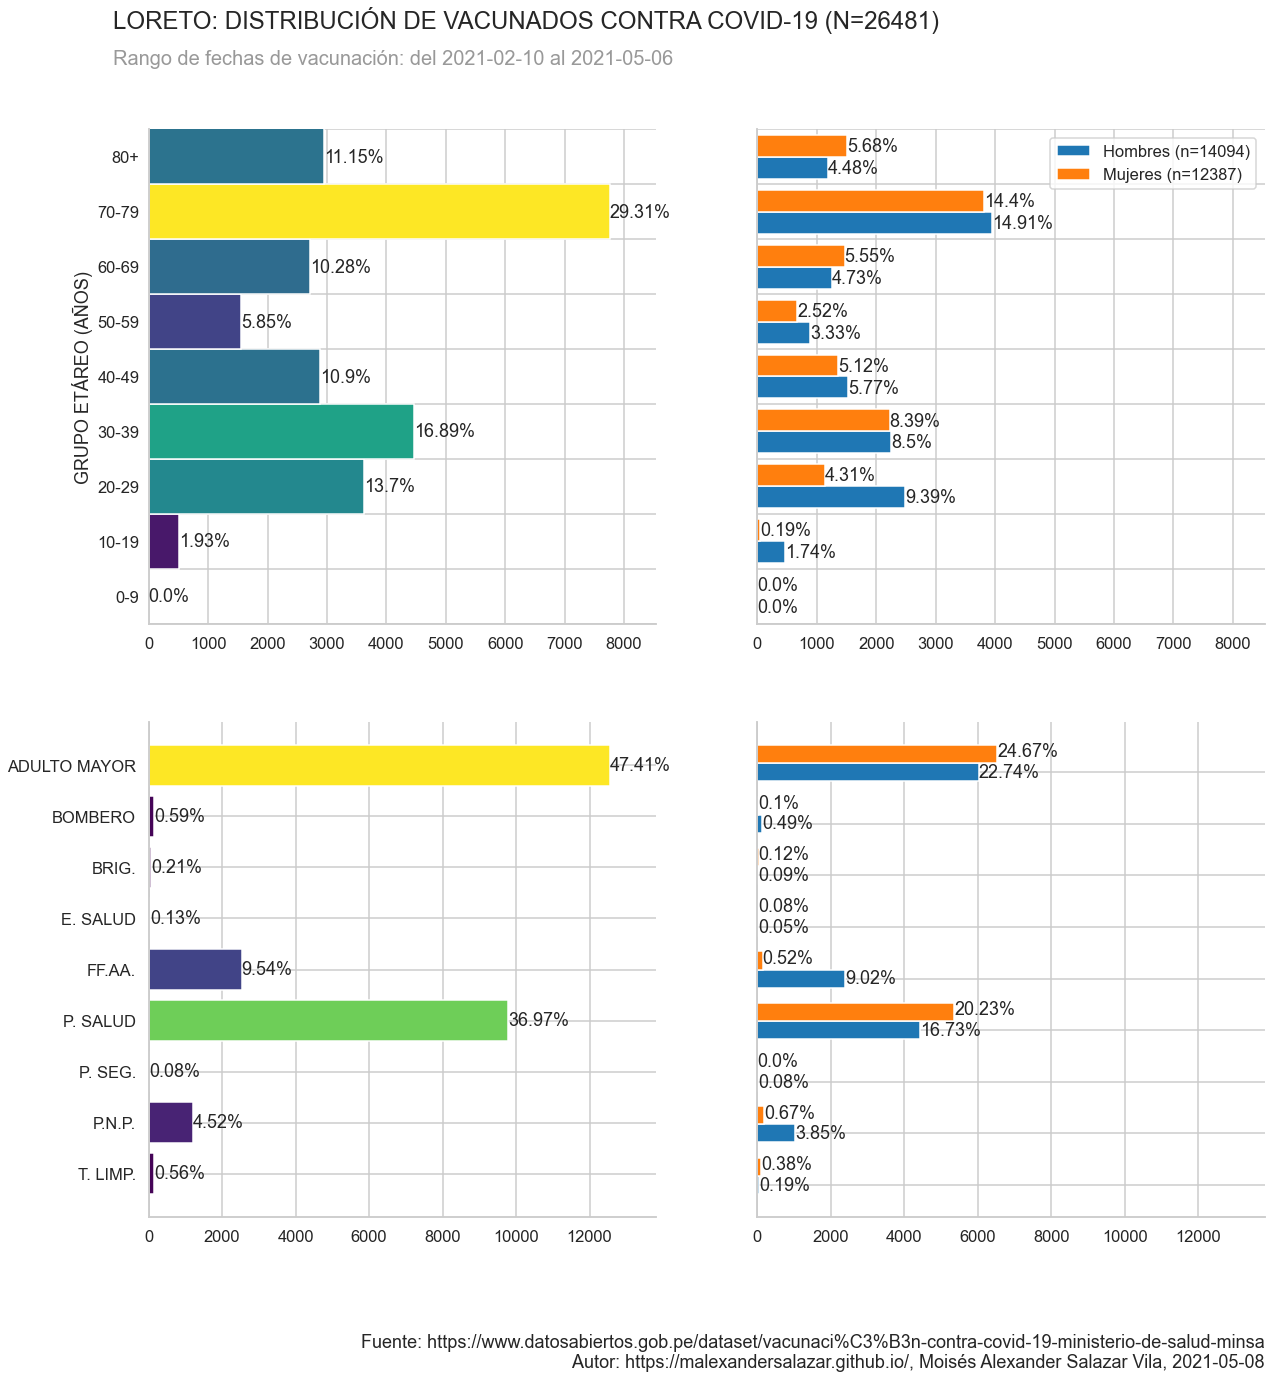 LORETO: DISTRIBUCIÓN DE VACUNADOS CONTRA COVID-19 (N=26481)
Rango de fechas de vacunación: del 2021-02-10 al 2021-05-06
GRUPO ETÁREO (AÑOS)
80+ 11.15%
70-79 29.31%
60-69 10.28%
50-59 5.85%
40-49 10.9%
30-39 16.89%
20-29 13.7%
10-19 1.93%
0-9 0.0%
0 1000 2000 3000 4000 5000 6000 7000 8000
Hombres (n=14094)
Mujeres (n=12387)
5.68%
4.48%
14.4%
14.91%
5.55%
4.73%
2.52%
3.33%
5.12%
5.77%
8.39%
8.5%
4.31%
9.39%
0.19%
1.74%
0.0%
0.0%
0 1000 2000 3000 4000 5000 6000 7000 8000
ADULTO MAYOR 47.41%
BOMBERO 0.59%
BRIG. 0.21%
E. SALUD 0.13%
FF.AA. 9.54%
P. SALUD 36.97%
P. SEG. 0.08%
P.N.P. 4.52%
T. LIMP. 0.56%
0 2000 4000 6000 8000 10000 12000
24.67%
22.74%
0.1%
0.49%
0.12%
0.09%
0.08%
0.05%
0.52%
9.02%
20.23%
16.73%
0.0%
0.08%
0.67%
3.85%
0.38%
0.19%
0 2000 4000 6000 8000 10000 12000
Fuente: https://www.datosabiertos.gob.pe/dataset/vacunaci%C3%B3n-contra-covid-19-ministerio-de-salud-minsa
Autor: https://malexandersalazar.github.io/, Moisés Alexander Salazar Vila, 2021-05-08